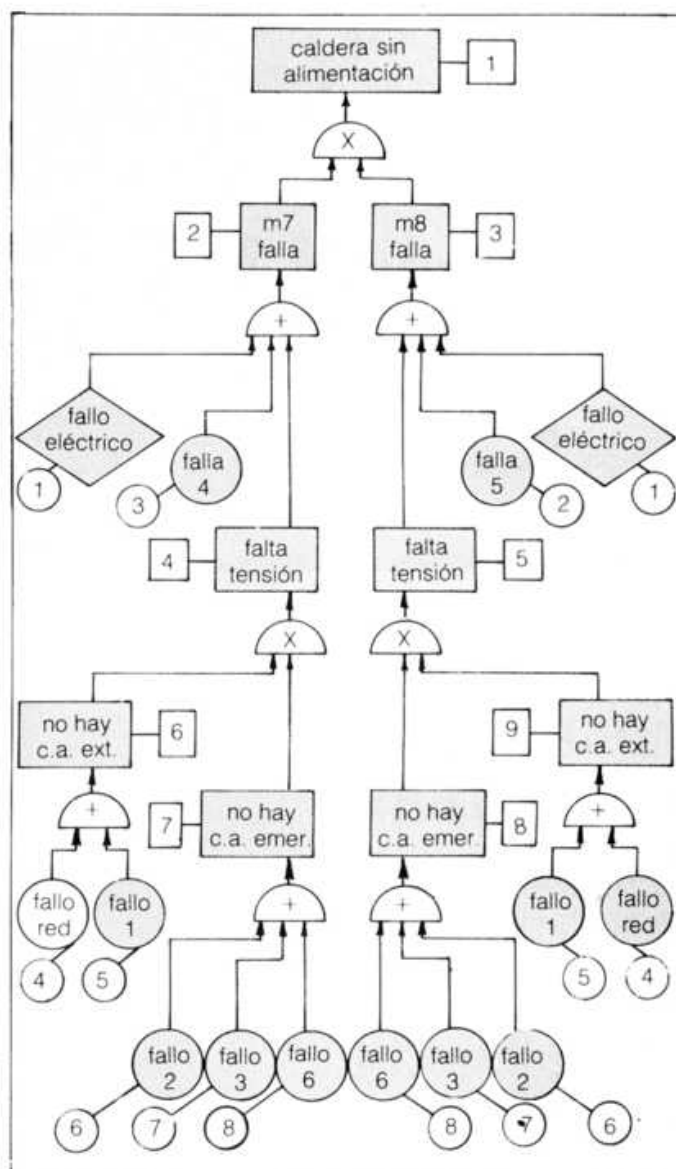 caldera sin
alimentación
1
X
2
m7
falla
m8
falla
3
+
+
fallo
eléctrico
1
falla
4
3
falla
5
2
fallo
eléctrico
1
4
falta
tensión
falta
tensión
5
X
X
no hay
c.a. ext.
6
9
no hay
c.a. ext.
+
7
no hay
c.a. emer.
no hay
c.a. emer.
8
+
fallo
red
4
fallo
1
5
+
+
fallo
1
5
fallo
red
4
fallo
2
fallo
3
fallo
6
fallo
6
fallo
3
fallo
2
6
7
8
8
7
6